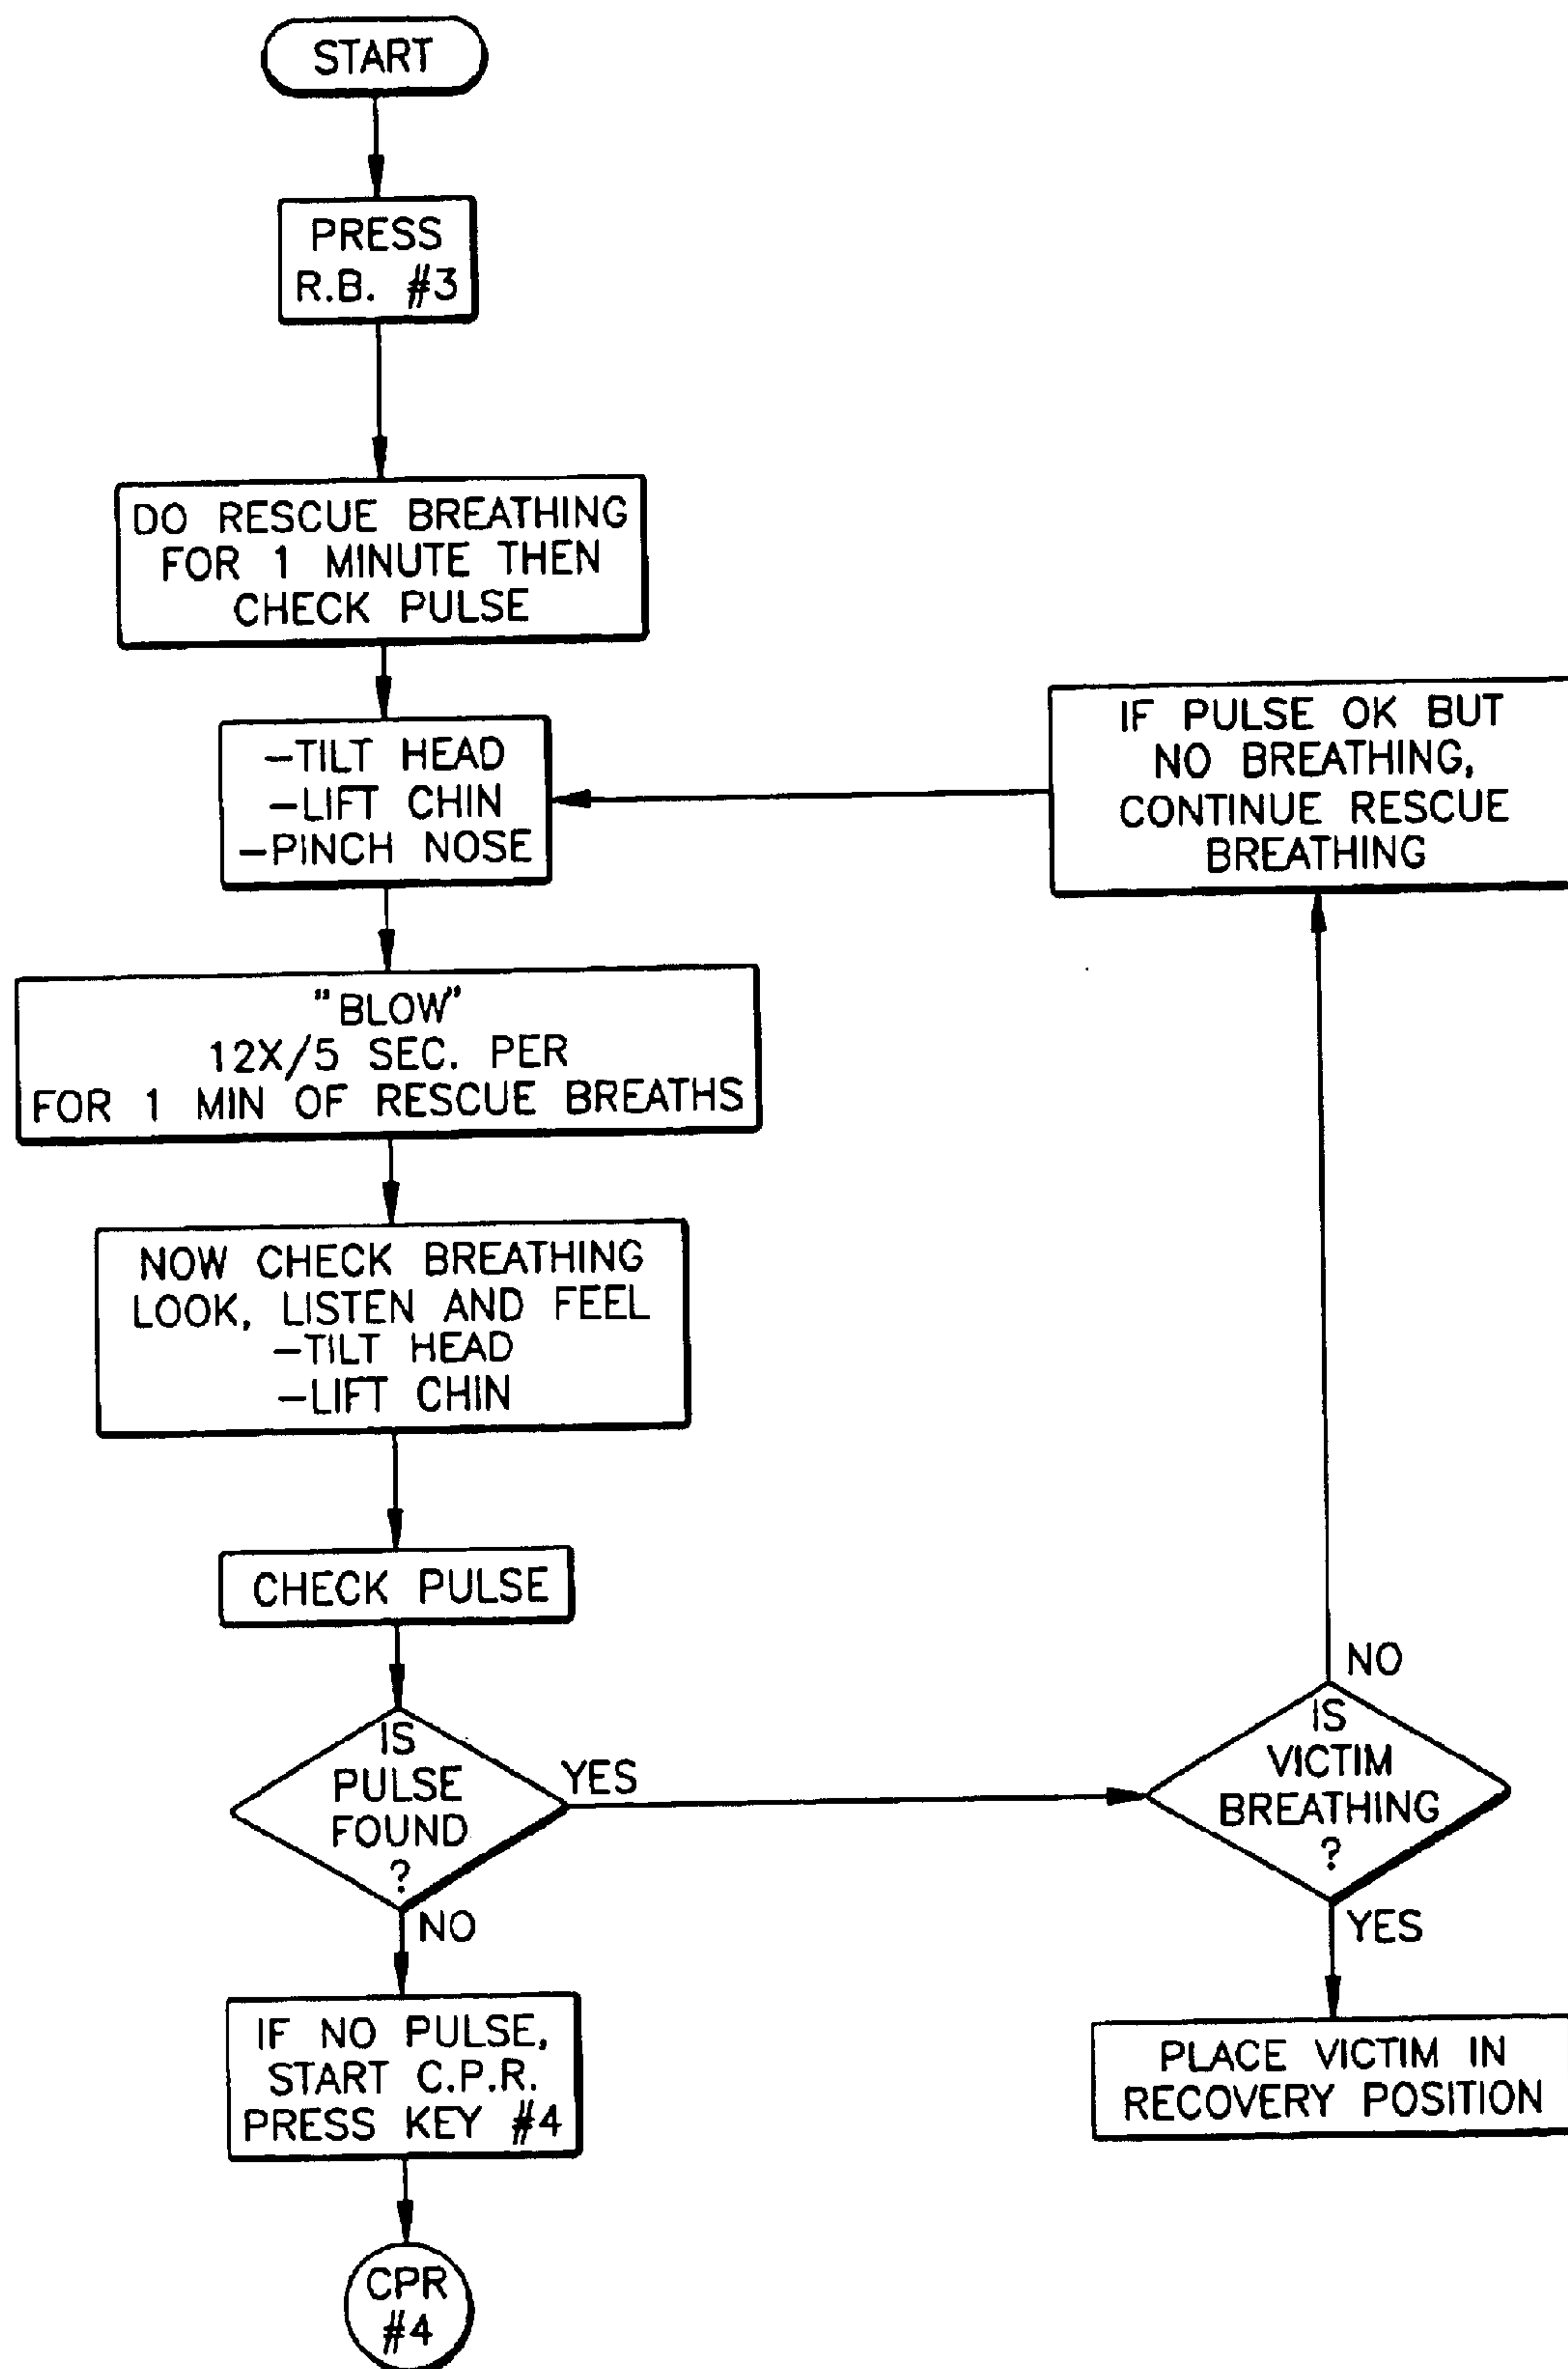 START
PRESS
R.B. #3
DO RESCUE BREATHING
FOR 1 MINUTE THEN
CHECK PULSE
-TILT HEAD
-LIFT CHIN
-PINCH NOSE
IF PULSE OK BUT
NO BREATHING,
CONTINUE RESCUE
BREATHING
"BLOW"
12X/5 SEC. PER
FOR 1 MIN OF RESCUE BREATHS
NOW CHECK BREATHING
LOOK, LISTEN AND FEEL
-TILT HEAD
-LIFT CHIN
CHECK PULSE
IS
PULSE
FOUND
?
YES
NO
IS
VICTIM
BREATHING
?
NO
YES
IF NO PULSE,
START C.P.R.
PRESS KEY #4
PLACE VICTIM IN
RECOVERY POSITION
CPR
#4